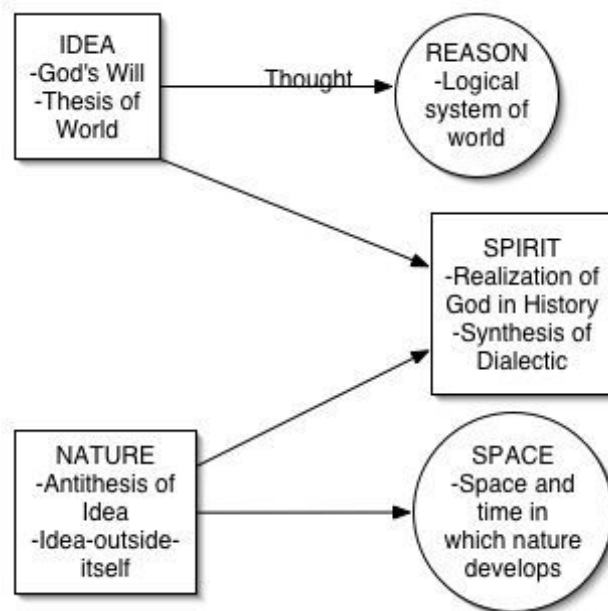 IDEA
-God's Will
-Thesis of
World
Thought
REASON
-Logical
system of
world
SPIRIT
-Realization of
God in History
-Synthesis of
Dialectic
NATURE
-Antithesis of
Idea
-Idea-outside-
itself
SPACE
-Space and
time in
which nature
develops